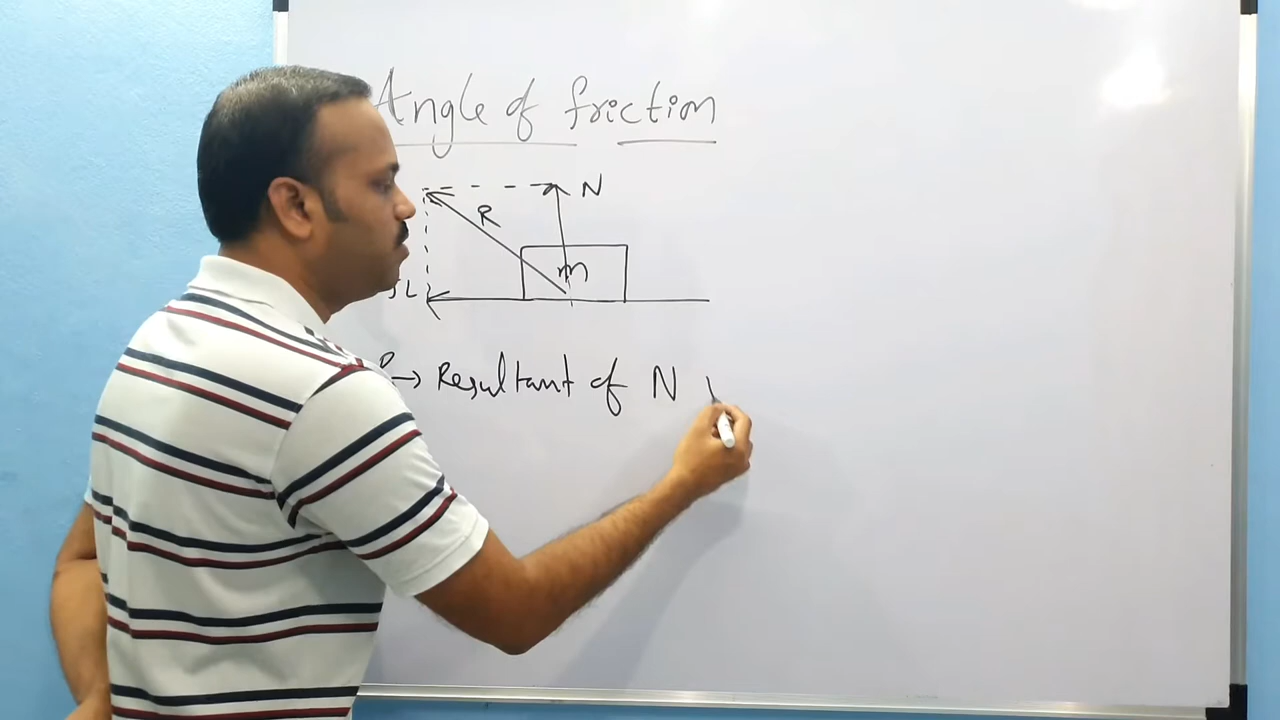 Angle of friction
N
R
m
→ Resultant of N